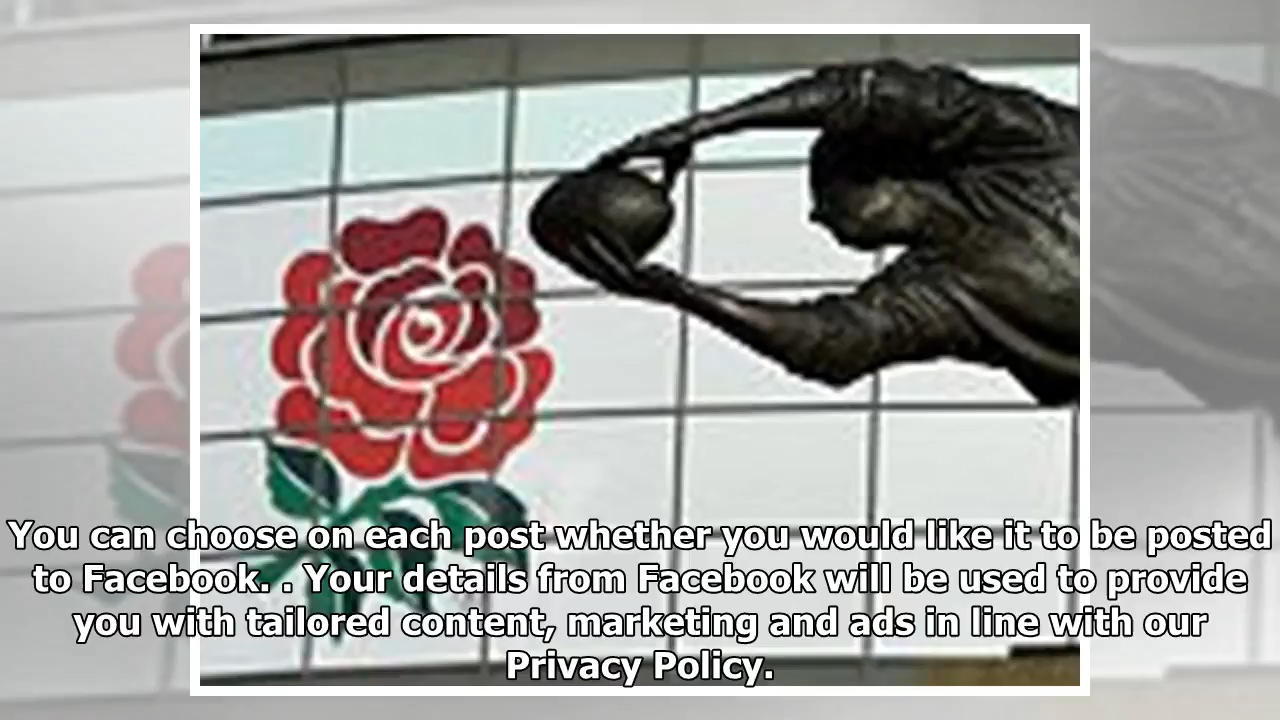 You can choose on each post whether you would like it to be posted
to Facebook. . Your details from Facebook will be used to provide
you with tailored content, marketing and ads in line with our
Privacy Policy.